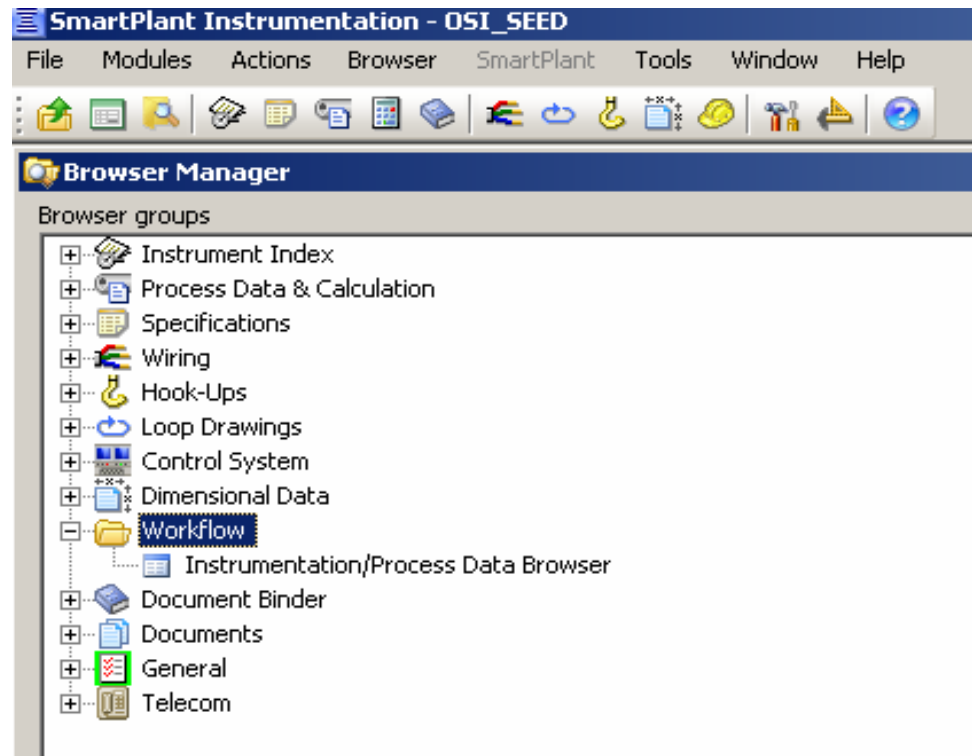 SmartPlant Instrumentation - OSI_SEED
File Modules Actions Browser SmartPlant Tools Window Help
Browser Manager
Browser groups
Instrument Index
Process Data & Calculation
Specifications
Wiring
Hook-Ups
Loop Drawings
Control System
Dimensional Data
Workflow
Instrumentation/Process Data Browser
Document Binder
Documents
General
Telecom